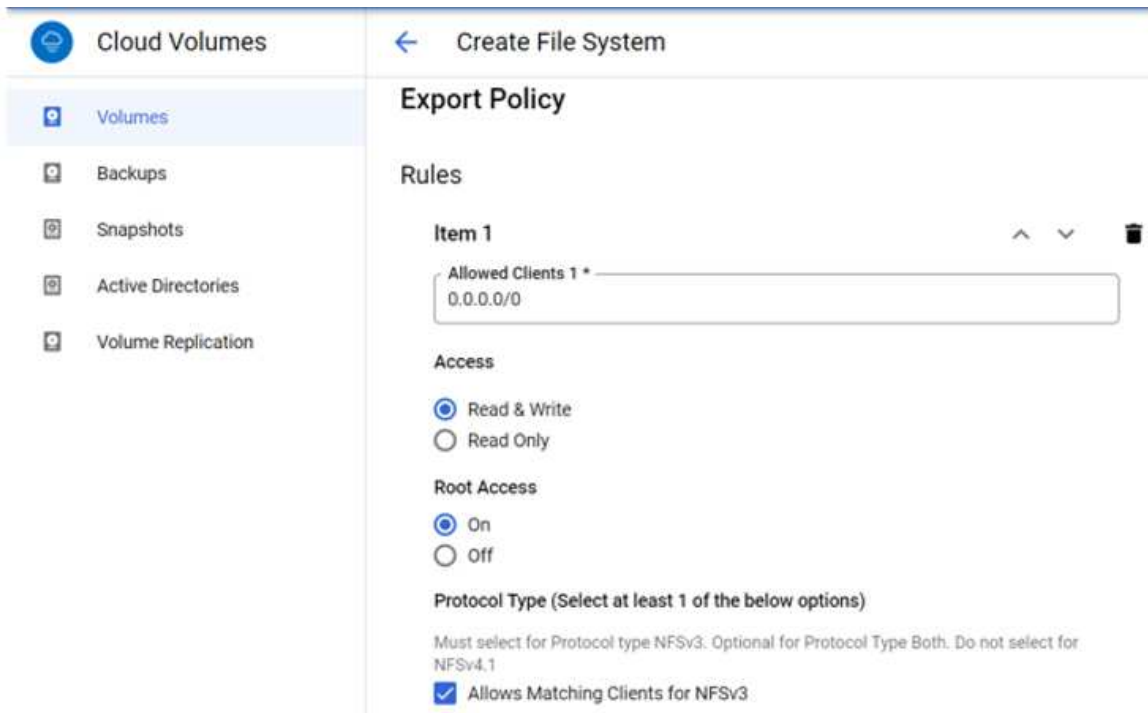 Cloud Volumes
Volumes
Backups
Snapshots
Active Directories
Volume Replication
Create File System
Export Policy
Rules
Item 1
Allowed Clients 1 *
0.0.0.0/0
Access
Read & Write
Read Only
Root Access
On
Off
Protocol Type (Select at least 1 of the below options)
Must select for Protocol type NFSv3. Optional for Protocol Type Both. Do not select for
NFSv4.1
Allows Matching Clients for NFSv3